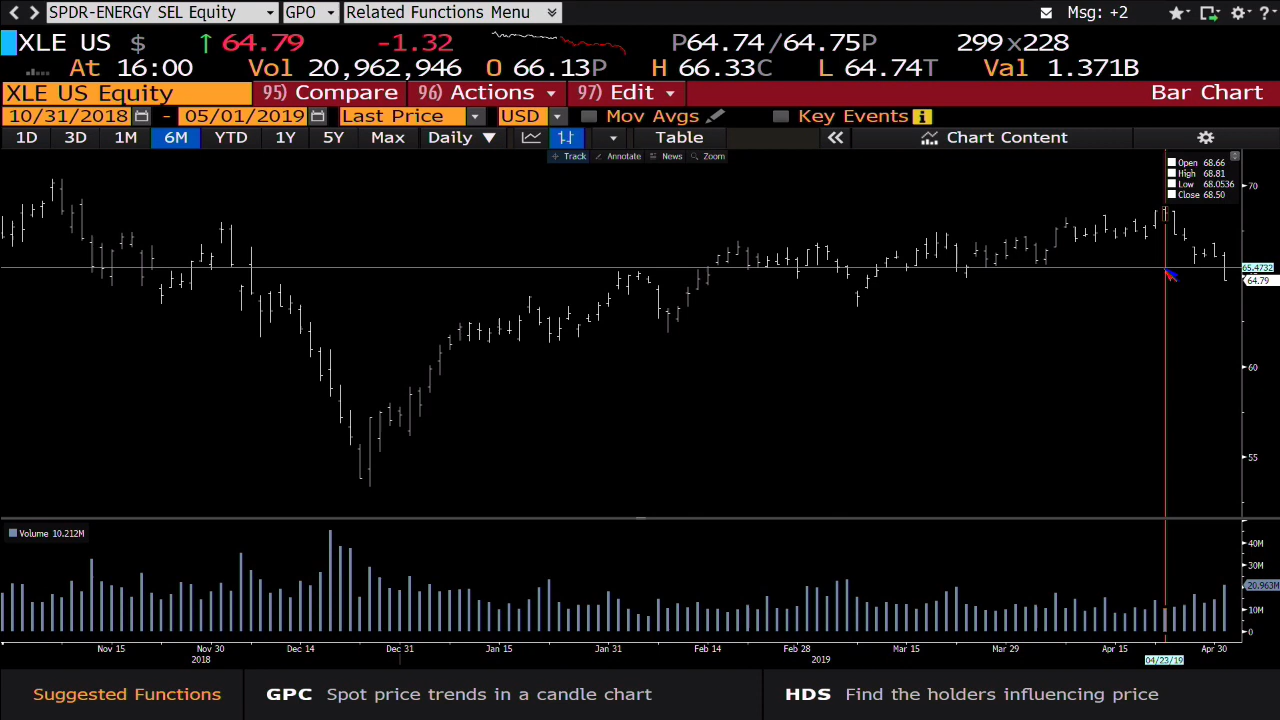 SPDR-ENERGY SEL Equity GPO Related Functions Menu Msg: +2 ?
XLE US $ ↑ 64.79 -1.32 P64.74 /64.75P 299 x228
At 16:00 Vol 20,962,946 O 66.13P H 66.33C L 64.74T Val 1.371B
XLE US Equity 95) Compare 96) Actions 97) Edit Bar Chart
10/31/2018 - 05/01/2019 Last Price USD Mov Avgs Key Events i
1D 3D 1M 6M YTD 1Y 5Y Max Daily ▼ Table « Chart Content
Track Annotate News Zoom
Open 68.66
High 68.81
Low 68.0536
Close 68.50
70
65.4732
64.79
60
55
Volume 10.212M
40M
30M
20.963M
10M
0
Nov 15 Nov 30 Dec 14 Dec 31 Jan 15 Jan 31 Feb 14 Feb 28 Mar 15 Mar 29 Apr 15 Apr 30
2018 2019 04/23/19
Suggested Functions GPC Spot price trends in a candle chart HDS Find the holders influencing price